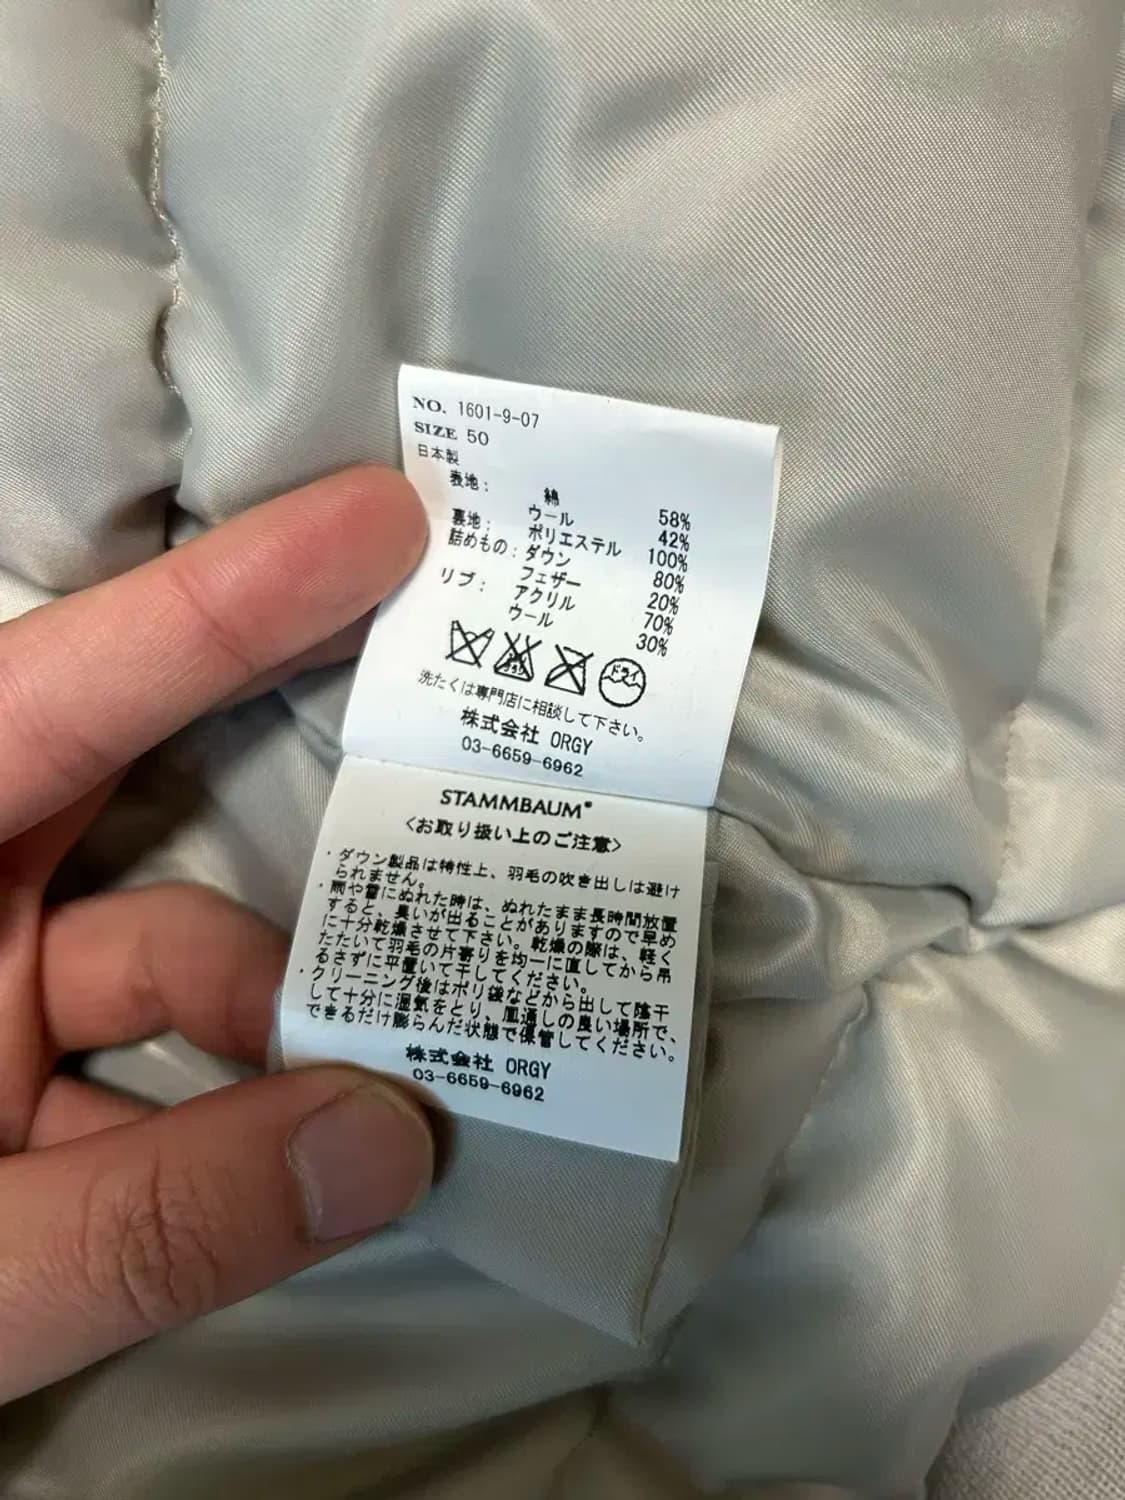 NO. 1601-9-07
SIZE 50
日本製
表地: 綿 58%
ウール 42%
裏地: ポリエステル 100%
詰めもの: ダウン 80%
フェザー 20%
リブ: アクリル 70%
ウール 30%
ドライ
洗たくは専門店に相談して下さい。
株式会社 ORGY
03-6659-6962
STAMMBAUM®
<お取り扱い上のご注意>
・ダウン製品は特性上、羽毛の吹き出しは避け
られません。
・雨や雪にぬれた時は、ぬれたまま長時間放置
すると、臭いが出ることがありますので早め
に十分乾燥させて下さい。乾燥の際は、軽く
たたいて羽毛の片寄りを均一に直してから吊
るさずに平置いて干してください。
・クリーニング後はポリ袋などから出して陰干
しして十分に湿気をとり、風通しの良い場所で、
できるだけ膨らんだ状態で保管してください。
株式会社 ORGY
03-6659-6962